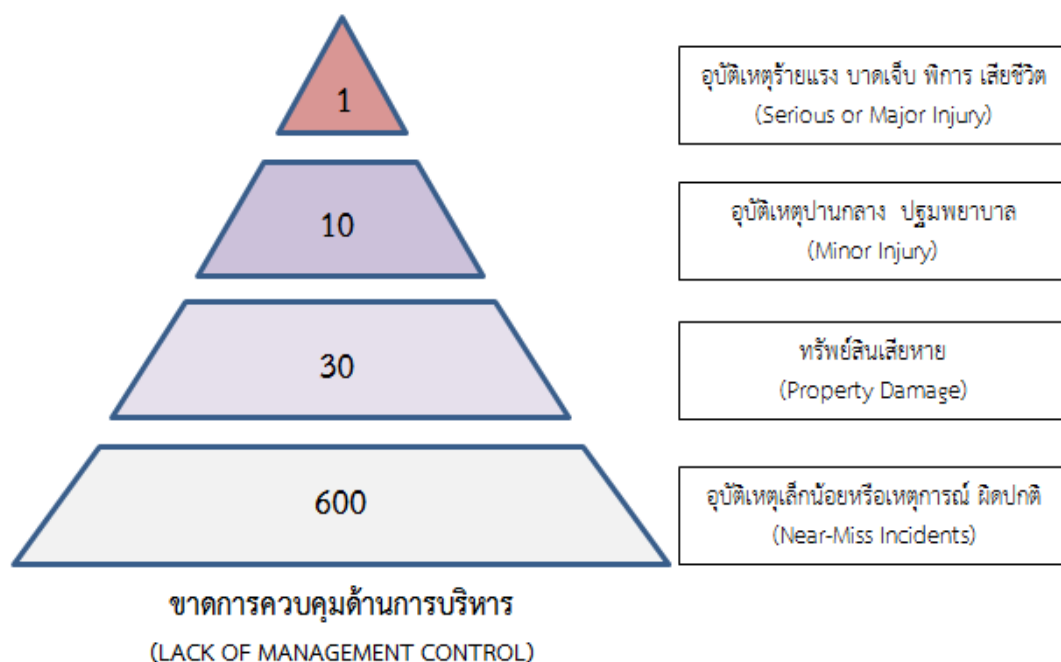 1
อุบัติเหตุร้ายแรง บาดเจ็บ พิการ เสียชีวิต
(Serious or Major Injury)
10
อุบัติเหตุปานกลาง ปฐมพยาบาล
(Minor Injury)
30
ทรัพย์สินเสียหาย
(Property Damage)
600
อุบัติเหตุเล็กน้อยหรือเหตุการณ์ ผิดปกติ
(Near-Miss Incidents)
ขาดการควบคุมด้านการบริหาร
(LACK OF MANAGEMENT CONTROL)